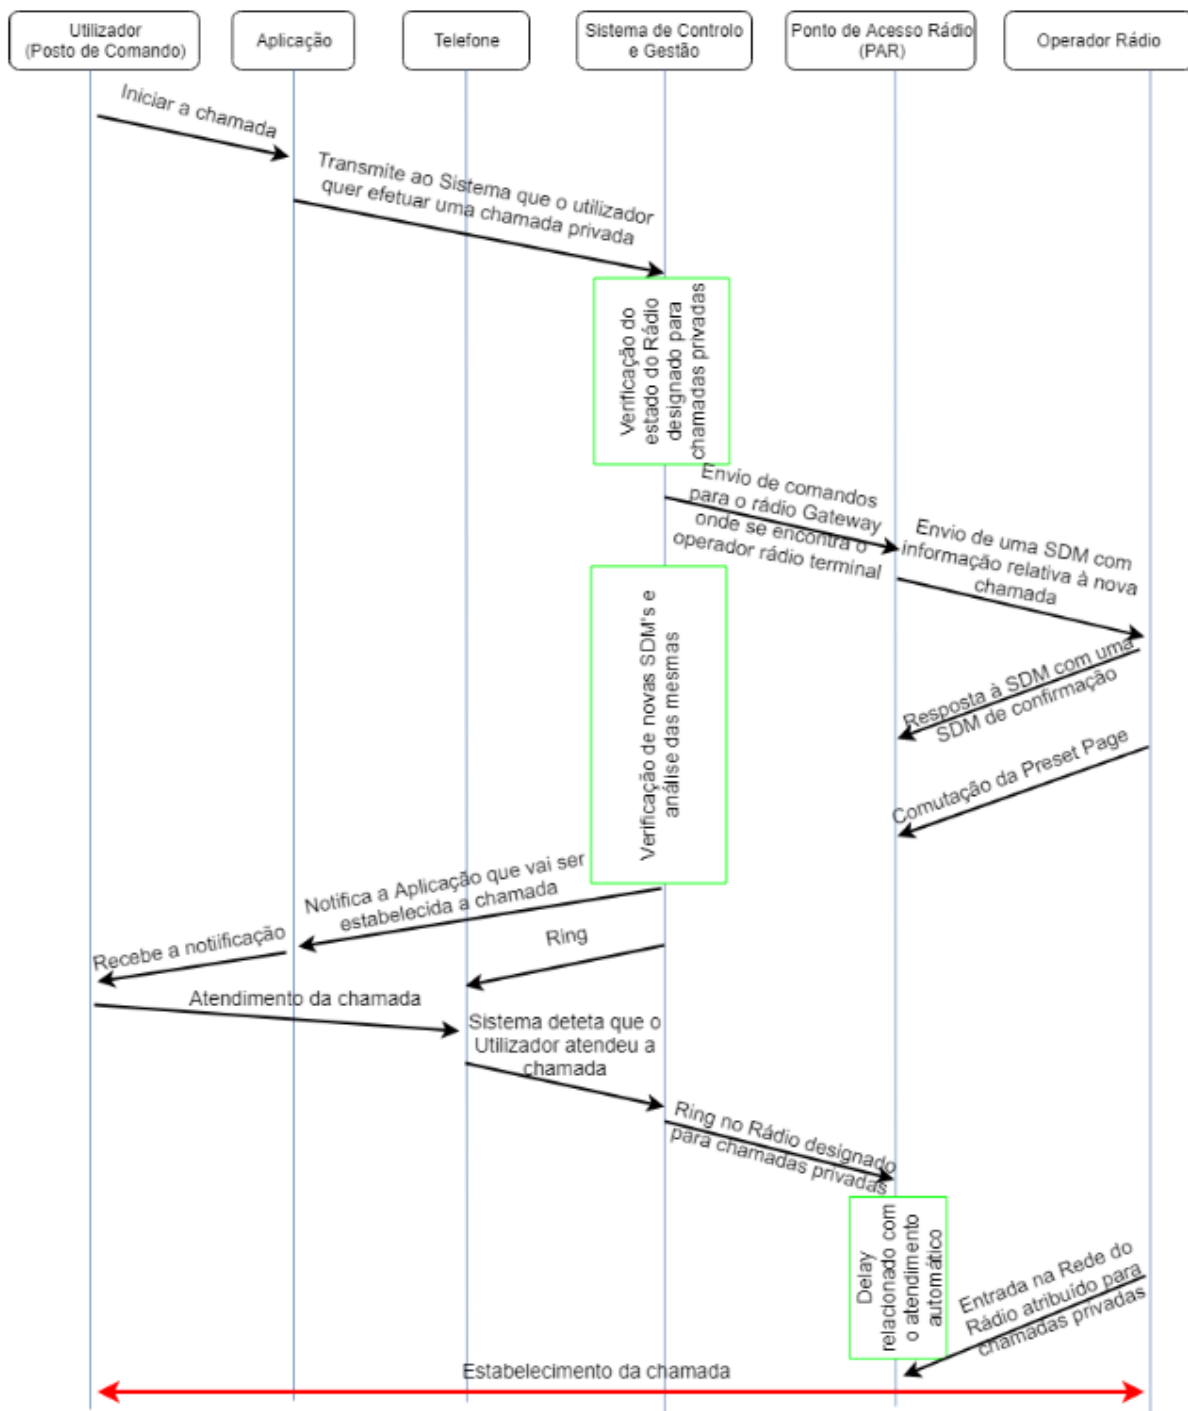 Utilizador
(Posto de Comando)
Aplicação
Telefone
Sistema de Controlo
e Gestão
Ponto de Acesso Rádio
(PAR)
Operador Rádio
Iniciar a chamada
Transmite ao Sistema que o utilizador
quer efetuar uma chamada privada
Verificação do
estado do Rádio
designado para
chamadas privadas
Envio de comandos
para o rádio Gateway
onde se encontra o
operador rádio terminal
Envio de uma SDM com
informação relativa à nova
chamada
Verificação de novas SDM's e
análise das mesmas
Resposta à SDM com uma
SDM de confirmação
Comutação da Preset Page
Notifica a Aplicação que vai ser
estabelecida a chamada
Recebe a notiificação
Ring
Atendimento da chamada
Sistema deteta que o
Utilizador atendeu a
chamada
Ring no Rádio designado
para chamadas privadas
Delay
relacionado com
o atendimento
automático
Entrada na Rede do
Rádio atribuído para
chamadas privadas
Estabelecimento da chamada